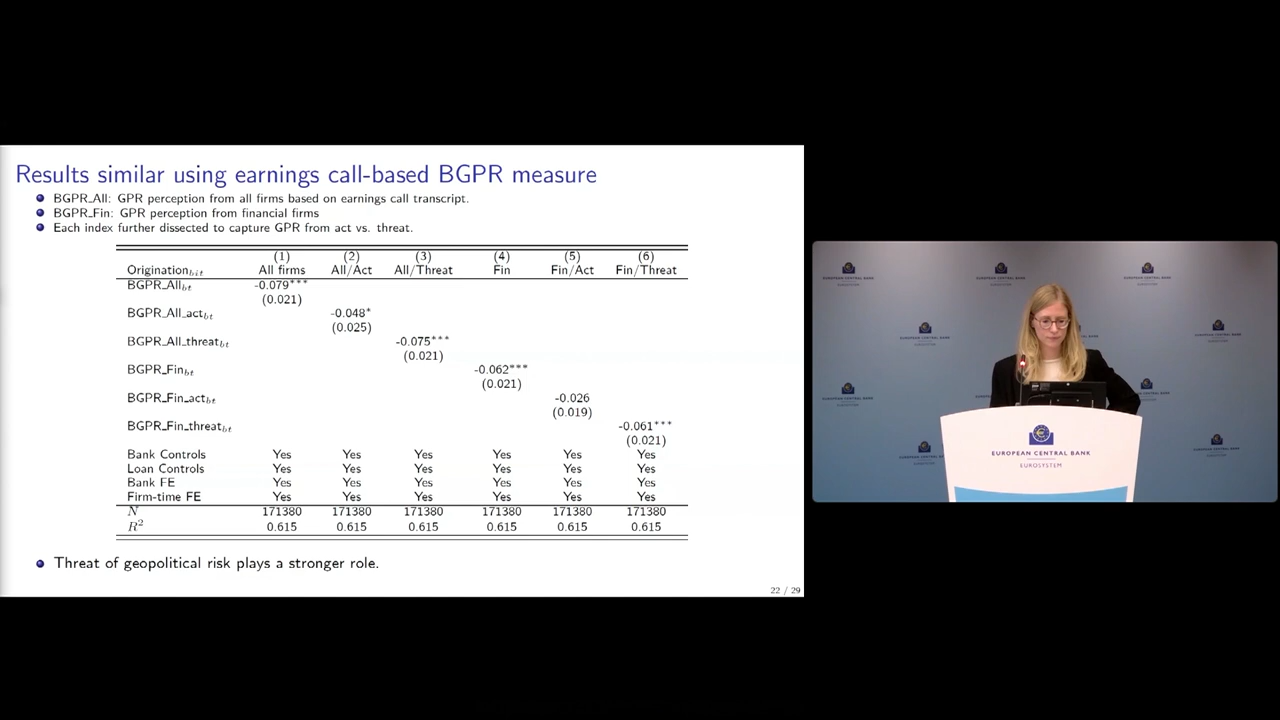 Results similar using earnings call-based BGPR measure
BGPR_All: GPR perception from all firms based on earnings call transcript.
BGPR_Fin: GPR perception from financial firms
Each index further dissected to capture GPR from act vs. threat.
(1) (2) (3) (4) (5) (6)
Origination_bit All firms All/Act All/Threat Fin Fin/Act Fin/Threat
BGPR_All_bt -0.079***
(0.021)
BGPR_All_act_bt -0.048*
(0.025)
BGPR_All_threat_bt -0.075***
(0.021)
BGPR_Fin_bt -0.062***
(0.021)
BGPR_Fin_act_bt -0.026
(0.019)
BGPR_Fin_threat_bt -0.061***
(0.021)
Bank Controls Yes Yes Yes Yes Yes Yes
Loan Controls Yes Yes Yes Yes Yes Yes
Bank FE Yes Yes Yes Yes Yes Yes
Firm-time FE Yes Yes Yes Yes Yes Yes
N 171380 171380 171380 171380 171380 171380
R² 0.615 0.615 0.615 0.615 0.615 0.615
Threat of geopolitical risk plays a stronger role.
22 / 29
EUROPEAN CENTRAL BANK
EUROSYSTEM